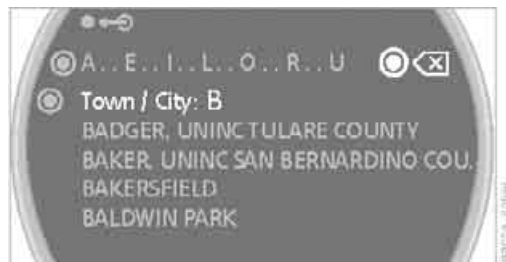 A . . E . . I . . L . . O . . R . . U
Town / City: B
BADGER, UNINC TULARE COUNTY
BAKER, UNINC SAN BERNARDINO COU.
BAKERSFIELD
BALDWIN PARK